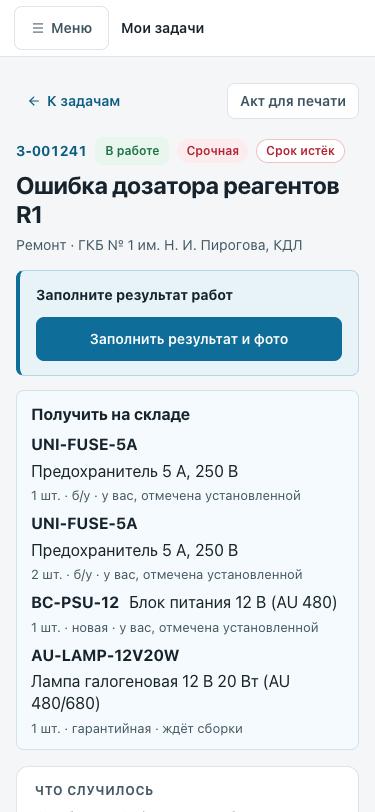 Меню
Мои задачи
← К задачам
Акт для печати
З-001241
В работе
Срочная
Срок истёк
Ошибка дозатора реагентов
R1
Ремонт · ГКБ № 1 им. Н. И. Пирогова, КДЛ
Заполните результат работ
Заполнить результат и фото
Получить на складе
UNI-FUSE-5A
Предохранитель 5 А, 250 В
1 шт. · б/у · у вас, отмечена установленной
UNI-FUSE-5A
Предохранитель 5 А, 250 В
2 шт. · б/у · у вас, отмечена установленной
BC-PSU-12 Блок питания 12 В (AU 480)
1 шт. · новая · у вас, отмечена установленной
AU-LAMP-12V20W
Лампа галогеновая 12 В 20 Вт (AU
480/680)
1 шт. · гарантийная · ждёт сборки
ЧТО СЛУЧИЛОСЬ